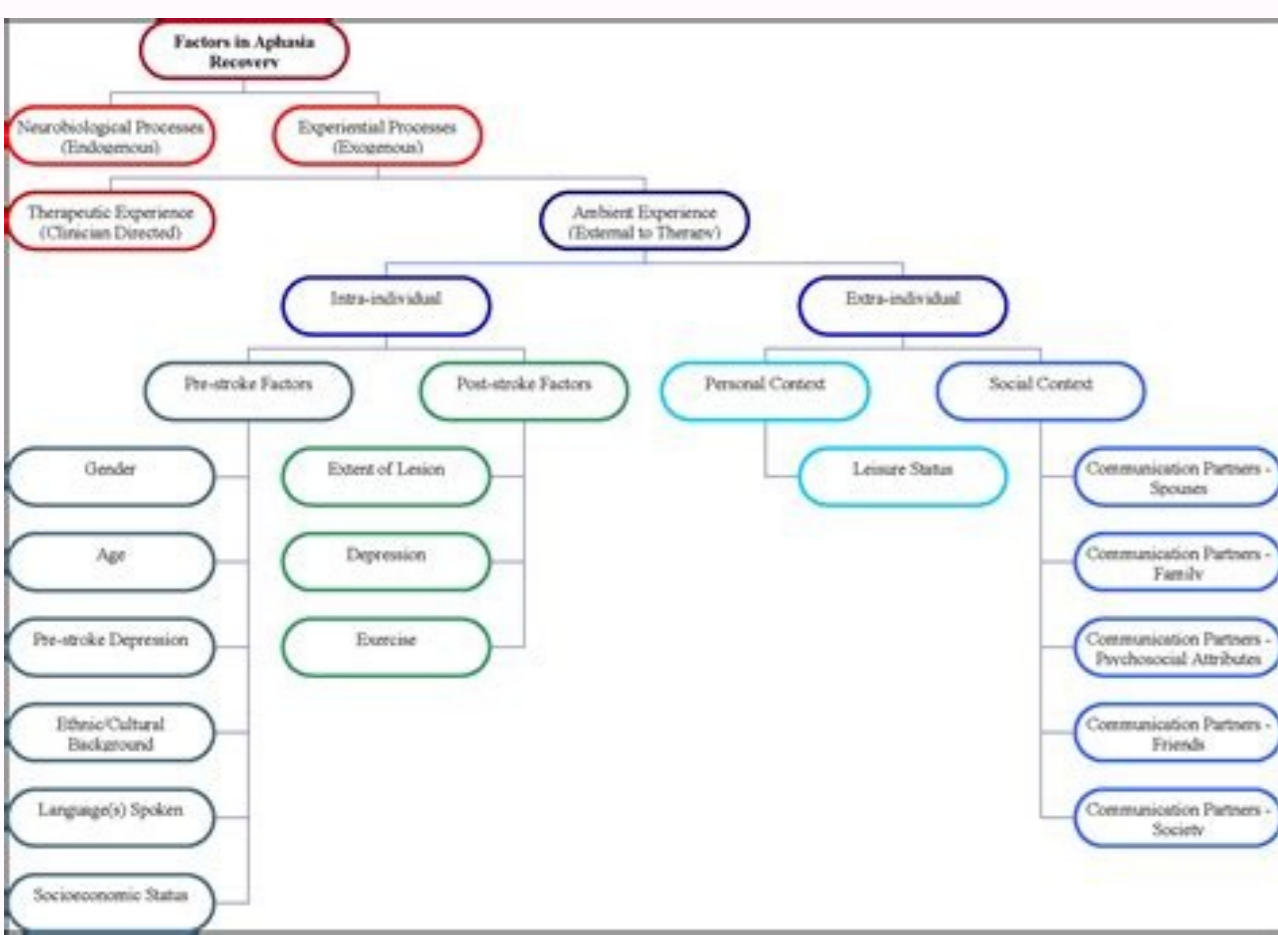 Factors in Aphasia
Recovery
Neurobiological Processes
(Endogenous)
Experiential Processes
(Exogenous)
Therapeutic Experience
(Clinician Directed)
Ambient Experience
(External to Therapy)
Intra-individual
Extra-individual
Pre-stroke Factors
Post-stroke Factors
Personal Context
Social Context
Gender
Extent of Lesion
Leisure Status
Communication Partners -
Spouses
Age
Depression
Communication Partners -
Family
Pre-stroke Depression
Exercise
Communication Partners -
Psychosocial Attributes
Ethnic/Cultural
Background
Communication Partners -
Friends
Language(s) Spoken
Communication Partners -
Society
Socioeconomic Status